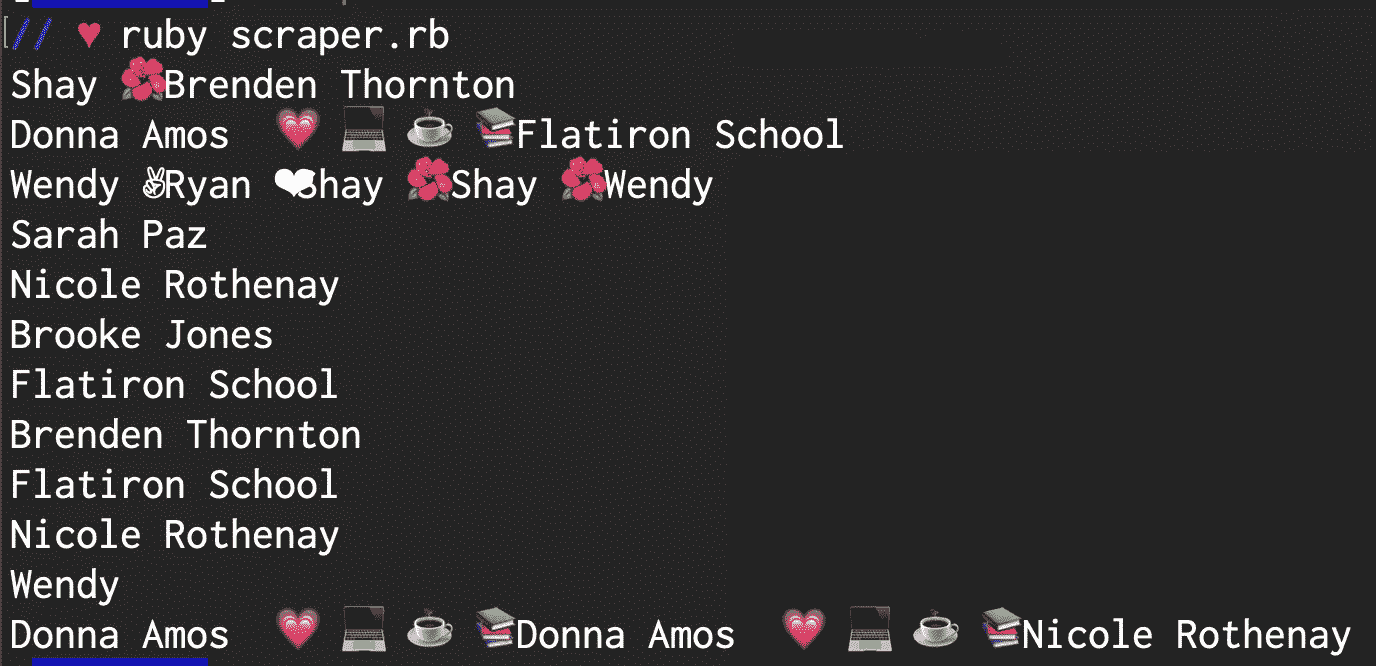 // ♥ ruby scraper.rb
Shay 🌺Brenden Thornton
Donna Amos 💗 💻 ☕ 📚Flatiron School
Wendy ✌Ryan ❤Shay 🌺Shay 🌺Wendy
Sarah Paz
Nicole Rothenay
Brooke Jones
Flatiron School
Brenden Thornton
Flatiron School
Nicole Rothenay
Wendy
Donna Amos 💗 💻 ☕ 📚Donna Amos 💗 💻 ☕ 📚Nicole Rothenay